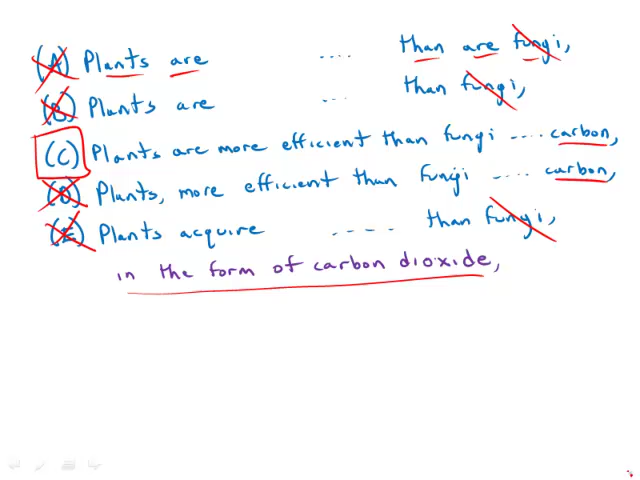 (A) Plants are .... than are fungi,
(B) Plants are ... than fungi,
(C) Plants are more efficient than fungi .... carbon,
(D) Plants, more efficient than fungi .... carbon,
(E) Plants acquire .... than fungi,
in the form of carbon dioxide,